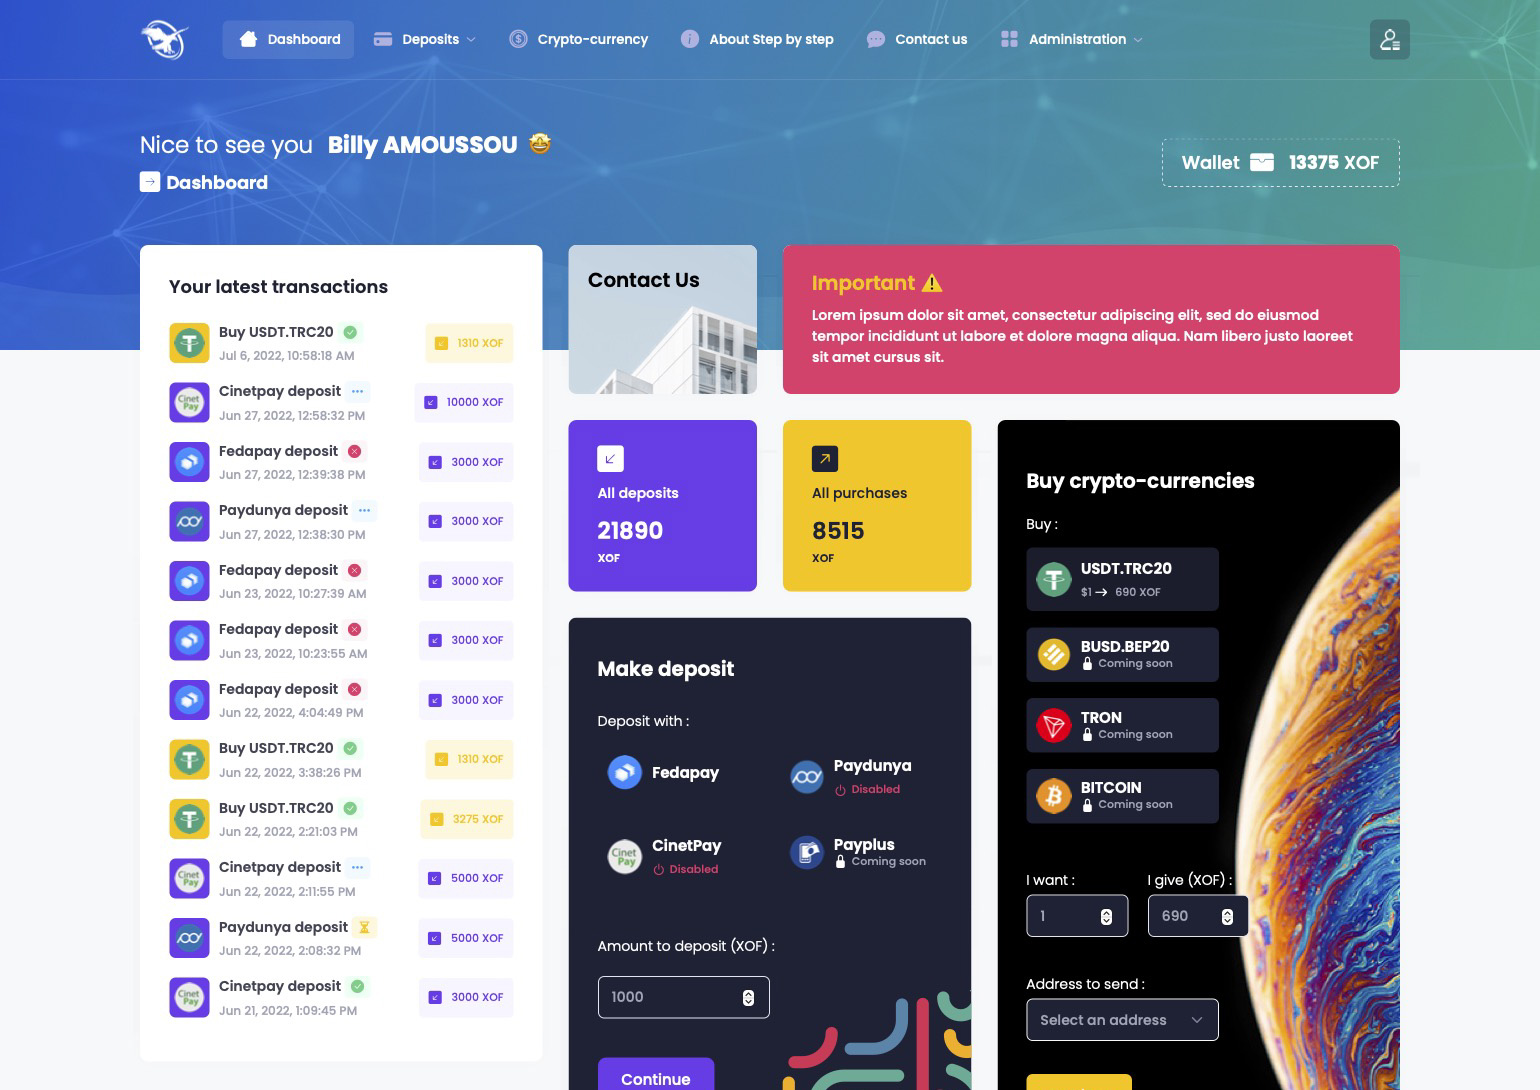 Dashboard
Deposits
Crypto-currency
About Step by step
Contact us
Administration
Nice to see you Billy AMOUSSOU
Dashboard
Wallet 13375 XOF
Your latest transactions
Buy USDT.TRC20
Jul 6, 2022, 10:58:18 AM
1310 XOF
Cinetpay deposit
Jun 27, 2022, 12:58:32 PM
10000 XOF
Fedapay deposit
Jun 27, 2022, 12:39:38 PM
3000 XOF
Paydunya deposit
Jun 27, 2022, 12:38:30 PM
3000 XOF
Fedapay deposit
Jun 23, 2022, 10:27:39 AM
3000 XOF
Fedapay deposit
Jun 23, 2022, 10:23:55 AM
3000 XOF
Fedapay deposit
Jun 22, 2022, 4:04:49 PM
3000 XOF
Buy USDT.TRC20
Jun 22, 2022, 3:38:26 PM
1310 XOF
Buy USDT.TRC20
Jun 22, 2022, 2:21:03 PM
3275 XOF
Cinetpay deposit
Jun 22, 2022, 2:11:55 PM
5000 XOF
Paydunya deposit
Jun 22, 2022, 2:08:32 PM
5000 XOF
Cinetpay deposit
Jun 21, 2022, 1:09:45 PM
3000 XOF
Contact Us
Important
Lorem ipsum dolor sit amet, consectetur adipiscing elit, sed do eiusmod
tempor incididunt ut labore et dolore magna aliqua. Nam libero justo laoreet
sit amet cursus sit.
All deposits
21890
XOF
All purchases
8515
XOF
Make deposit
Deposit with :
Fedapay
Paydunya
Disabled
Cinet
Pay
CinetPay
Disabled
Payplus
Coming soon
Amount to deposit (XOF) :
1000
Continue
Buy crypto-currencies
Buy :
USDT.TRC20
$1 → 690 XOF
BUSD.BEP20
Coming soon
TRON
Coming soon
BITCOIN
Coming soon
I want :
1
I give (XOF) :
690
Address to send :
Select an address